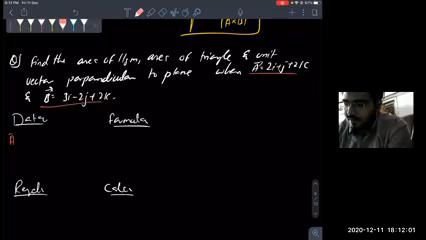 |A×B|
Q) find the area of ||gm, area of triangle & unit
vector perpendicular to plane when A = 2i+j+2k
& B = 3i-2j+2k.
Data
formula
A
Reqd:
Calc:
2020-12-11 18:12:01